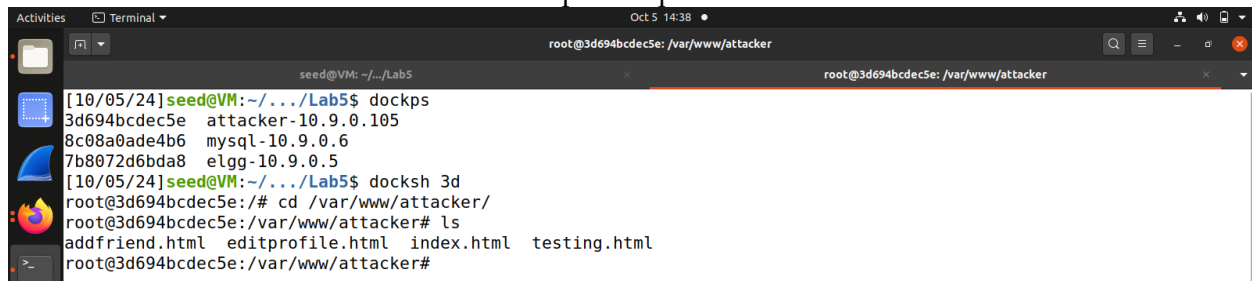 Activities Terminal Oct 5 14:38
root@3d694bcdec5e: /var/www/attacker
seed@VM: ~/.../Lab5 root@3d694bcdec5e: /var/www/attacker
[10/05/24]seed@VM:~/.../Lab5$ dockps
3d694bcdec5e  attacker-10.9.0.105
8c08a0ade4b6  mysql-10.9.0.6
7b8072d6bda8  elgg-10.9.0.5
[10/05/24]seed@VM:~/.../Lab5$ docksh 3d
root@3d694bcdec5e:/# cd /var/www/attacker/
root@3d694bcdec5e:/var/www/attacker# ls
addfriend.html  editprofile.html  index.html  testing.html
root@3d694bcdec5e:/var/www/attacker#